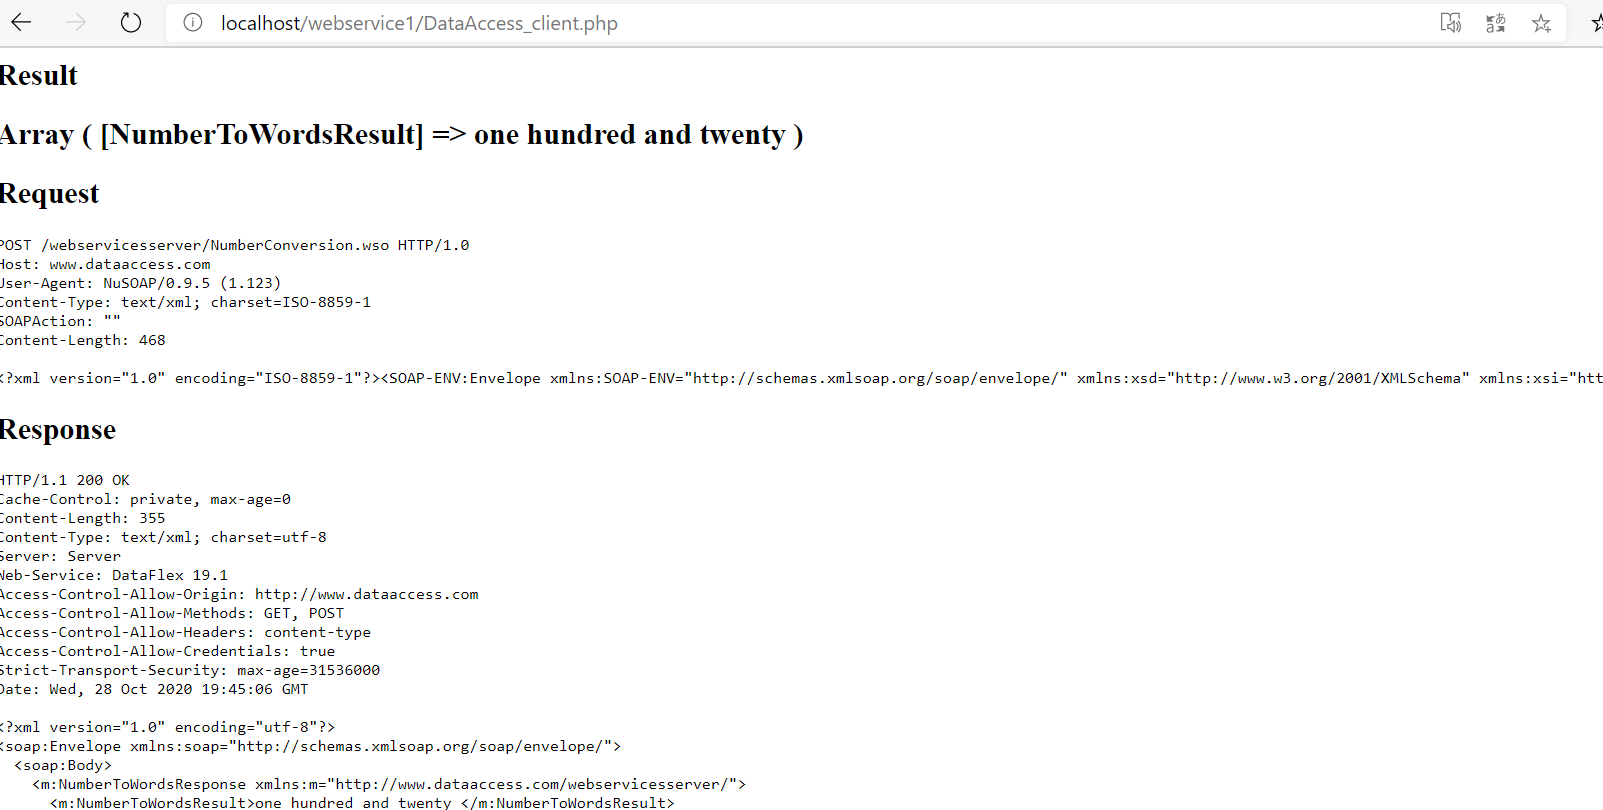 localhost/webservice1/DataAccess_client.php
Result
Array ( [NumberToWordsResult] => one hundred and twenty )
Request
POST /webservicesserver/NumberConversion.wso HTTP/1.0
Host: www.dataaccess.com
User-Agent: NuSOAP/0.9.5 (1.123)
Content-Type: text/xml; charset=ISO-8859-1
SOAPAction: ""
Content-Length: 468
<?xml version="1.0" encoding="ISO-8859-1"?><SOAP-ENV:Envelope xmlns:SOAP-ENV="http://schemas.xmlsoap.org/soap/envelope/" xmlns:xsd="http://www.w3.org/2001/XMLSchema" xmlns:xsi="htt
Response
HTTP/1.1 200 OK
Cache-Control: private, max-age=0
Content-Length: 355
Content-Type: text/xml; charset=utf-8
Server: Server
Web-Service: DataFlex 19.1
Access-Control-Allow-Origin: http://www.dataaccess.com
Access-Control-Allow-Methods: GET, POST
Access-Control-Allow-Headers: content-type
Access-Control-Allow-Credentials: true
Strict-Transport-Security: max-age=31536000
Date: Wed, 28 Oct 2020 19:45:06 GMT
<?xml version="1.0" encoding="utf-8"?>
<soap:Envelope xmlns:soap="http://schemas.xmlsoap.org/soap/envelope/">
<soap:Body>
<m:NumberToWordsResponse xmlns:m="http://www.dataaccess.com/webservicesserver/">
<m:NumberToWordsResult>one hundred and twenty </m:NumberToWordsResult>